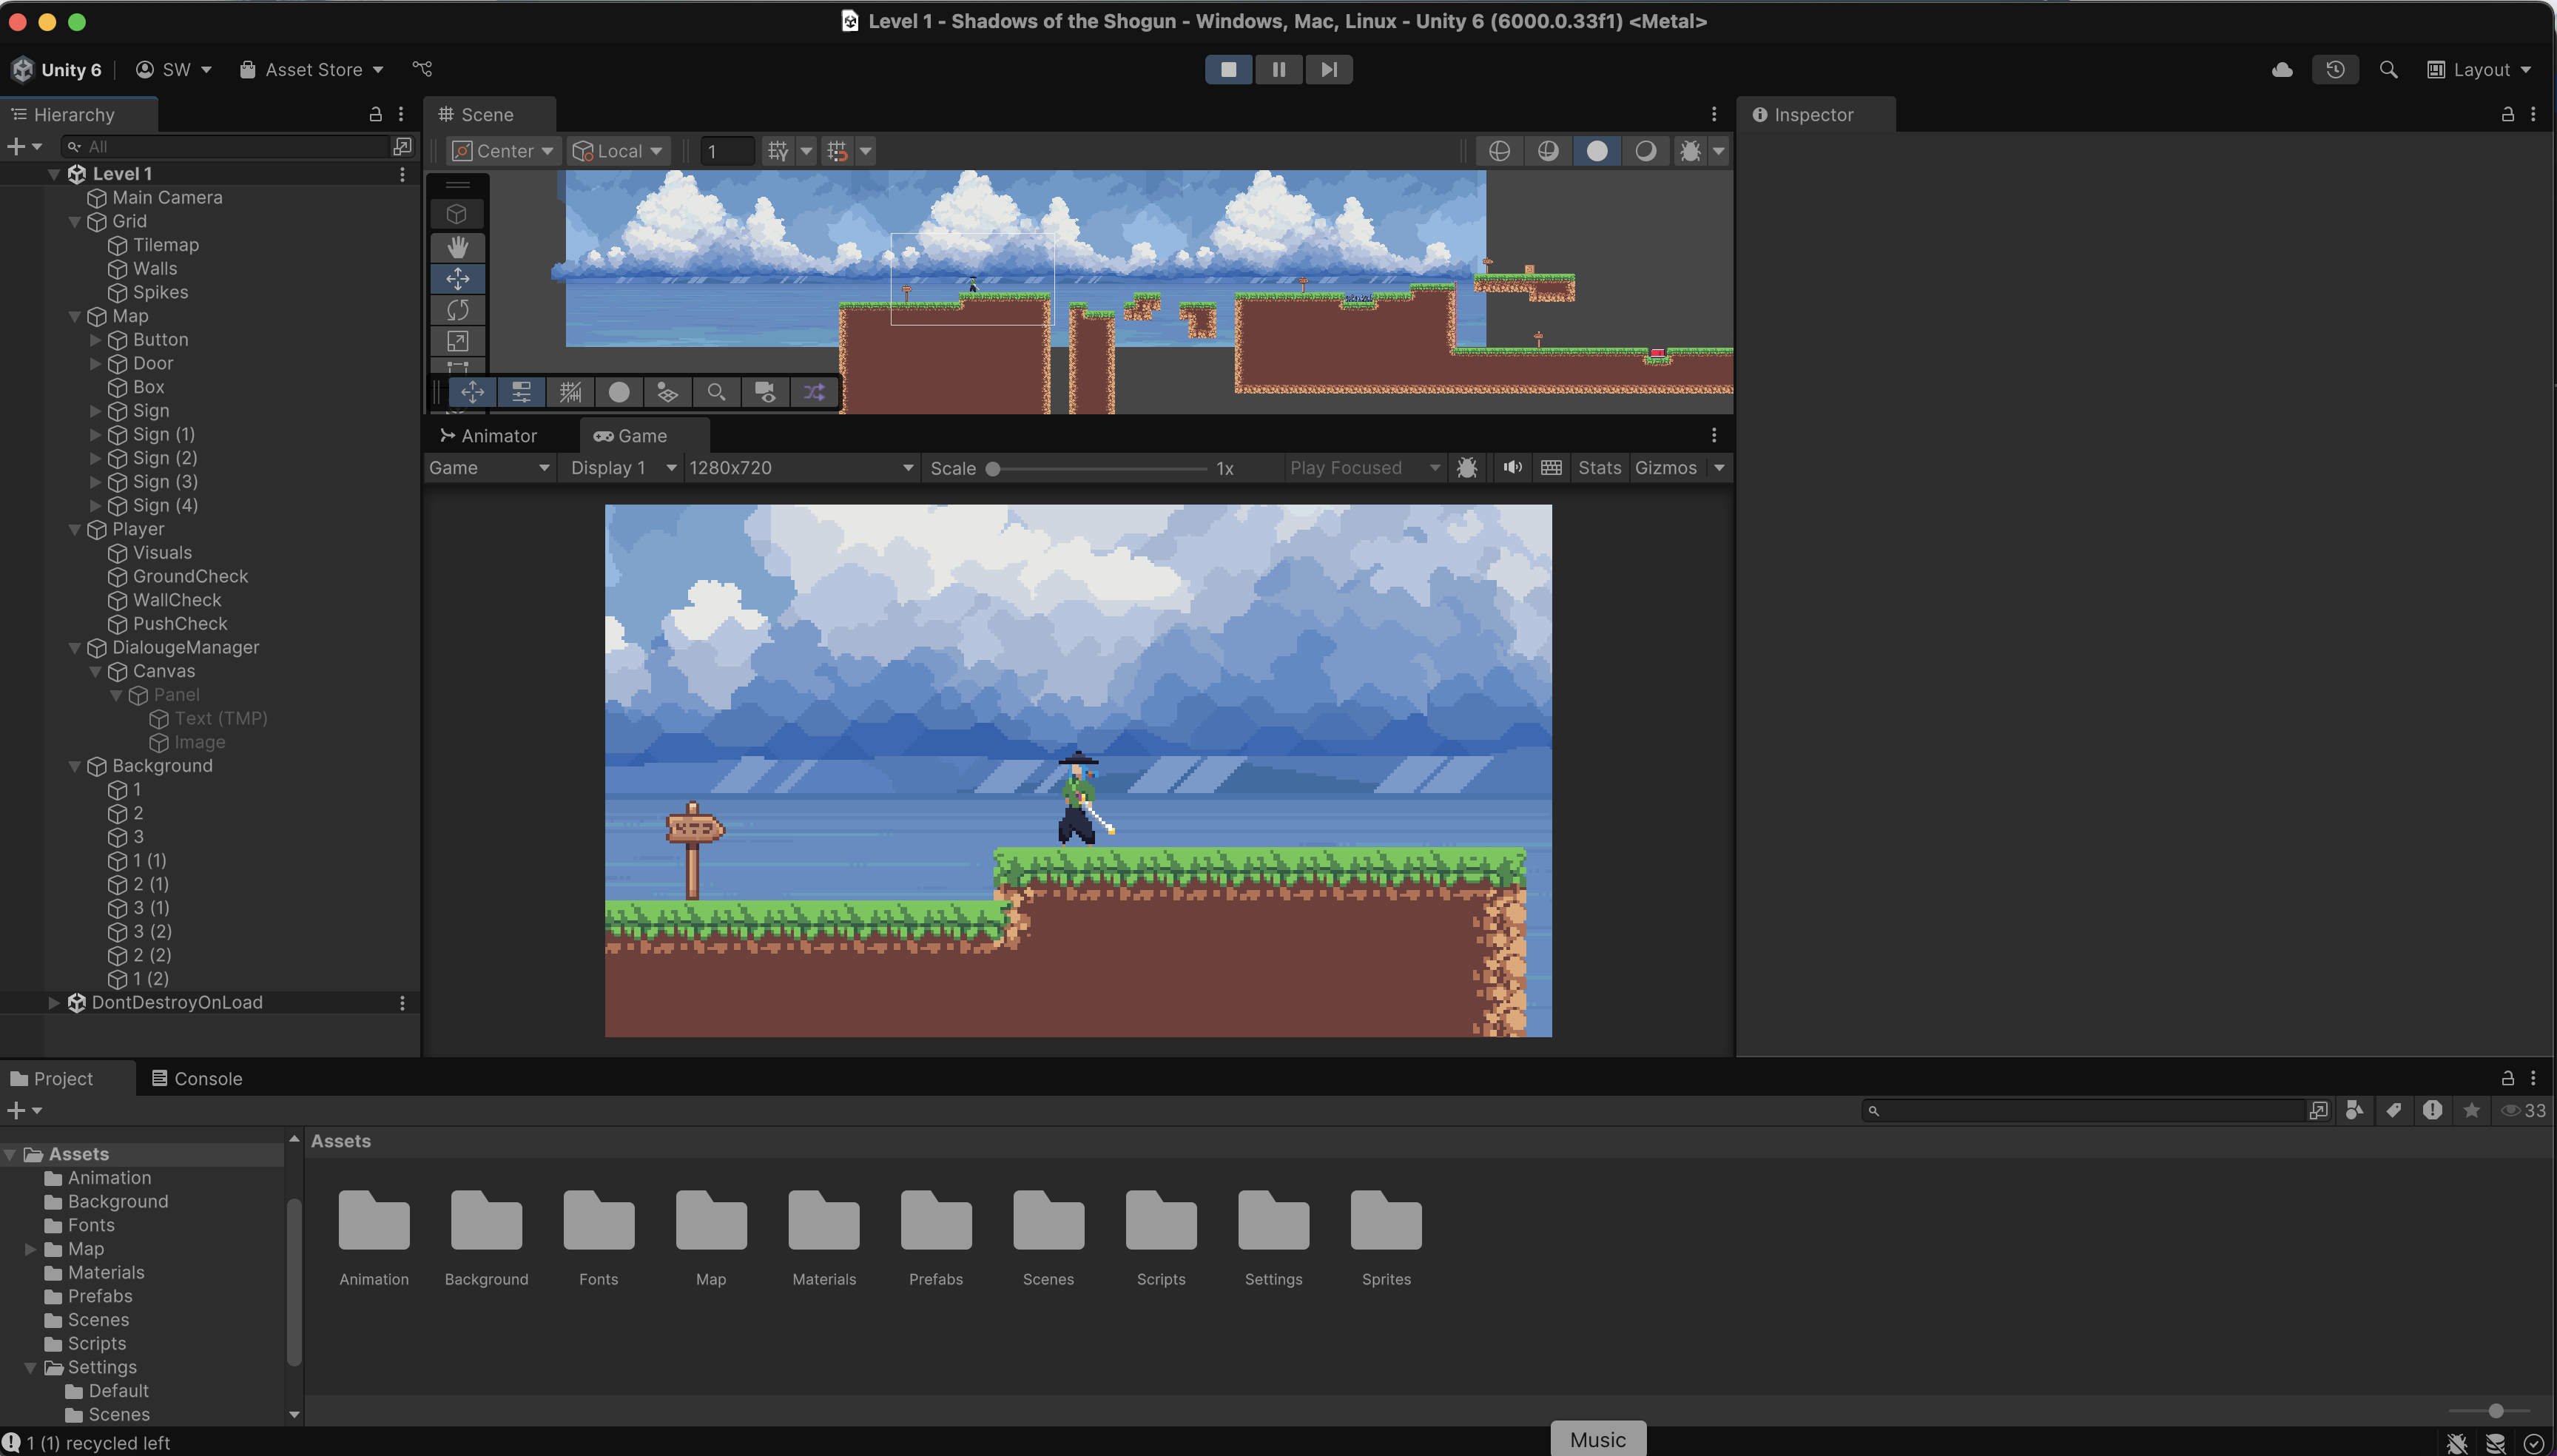 Level 1 - Shadows of the Shogun - Windows, Mac, Linux - Unity 6 (6000.0.33f1) <Metal>
Unity 6
SW
Asset Store
Layout
Hierarchy
Scene
Inspector
All
Center
Local
1
Level 1
Main Camera
Grid
Tilemap
Walls
Spikes
Map
Button
Door
Box
Sign
Sign (1)
Sign (2)
Sign (3)
Sign (4)
Player
Visuals
GroundCheck
WallCheck
PushCheck
DialougeManager
Canvas
Panel
Text (TMP)
Image
Background
1
2
3
1 (1)
2 (1)
3 (1)
3 (2)
2 (2)
1 (2)
DontDestroyOnLoad
Animator
Game
Game
Display 1
1280x720
Scale
1x
Play Focused
Stats
Gizmos
Project
Console
33
Assets
Animation
Background
Fonts
Map
Materials
Prefabs
Scenes
Scripts
Settings
Default
Scenes
Assets
Animation
Background
Fonts
Map
Materials
Prefabs
Scenes
Scripts
Settings
Sprites
1 (1) recycled left
Music